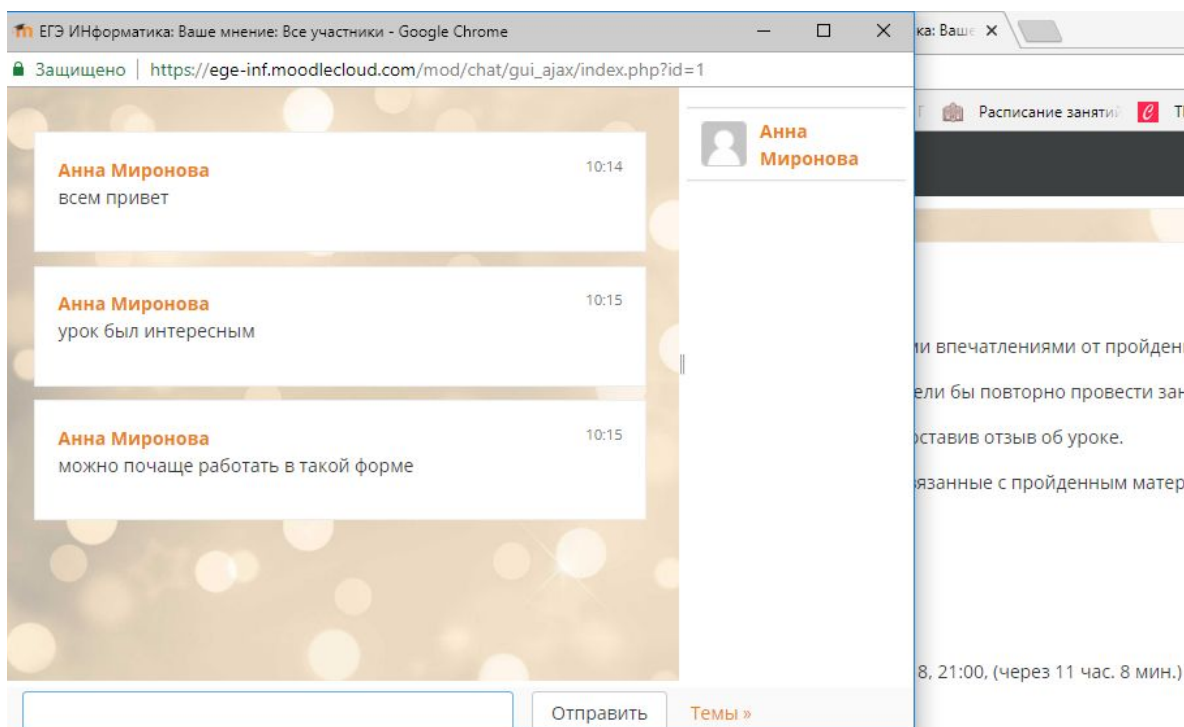 ЕГЭ ИНформатика: Ваше мнение: Все участники - Google Chrome
Защищено | https://ege-inf.moodlecloud.com/mod/chat/gui_ajax/index.php?id=1
Анна Миронова 10:14
всем привет
Анна Миронова 10:15
урок был интересным
Анна Миронова 10:15
можно почаще работать в такой форме
Отправить
Темы »
Анна
Миронова
ка: Ваше
Расписание занятий
ми впечатлениями от пройден
ели бы повторно провести зан
оставив отзыв об уроке.
язанные с пройденным матер
8, 21:00, (через 11 час. 8 мин.)